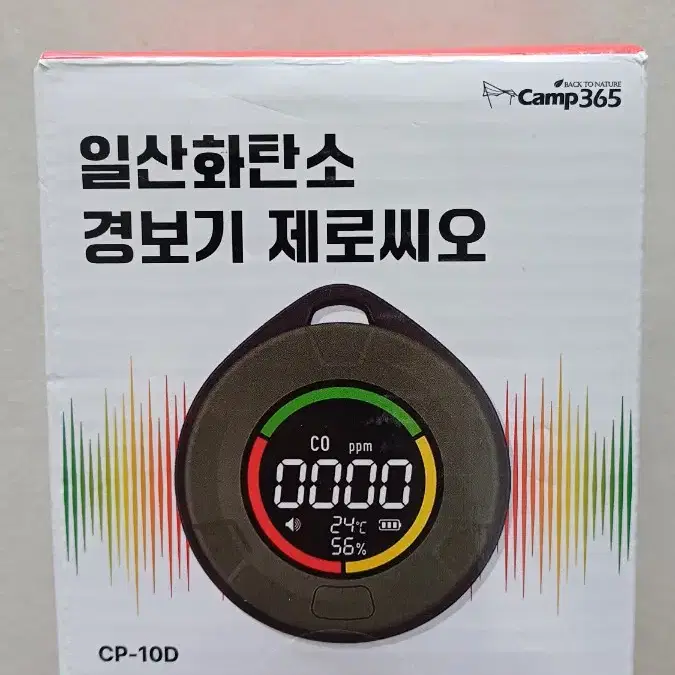 BACK TO NATURE
Camp365
일산화탄소
경보기 제로씨오
CO ppm
0000
24℃
56%
CP-10D